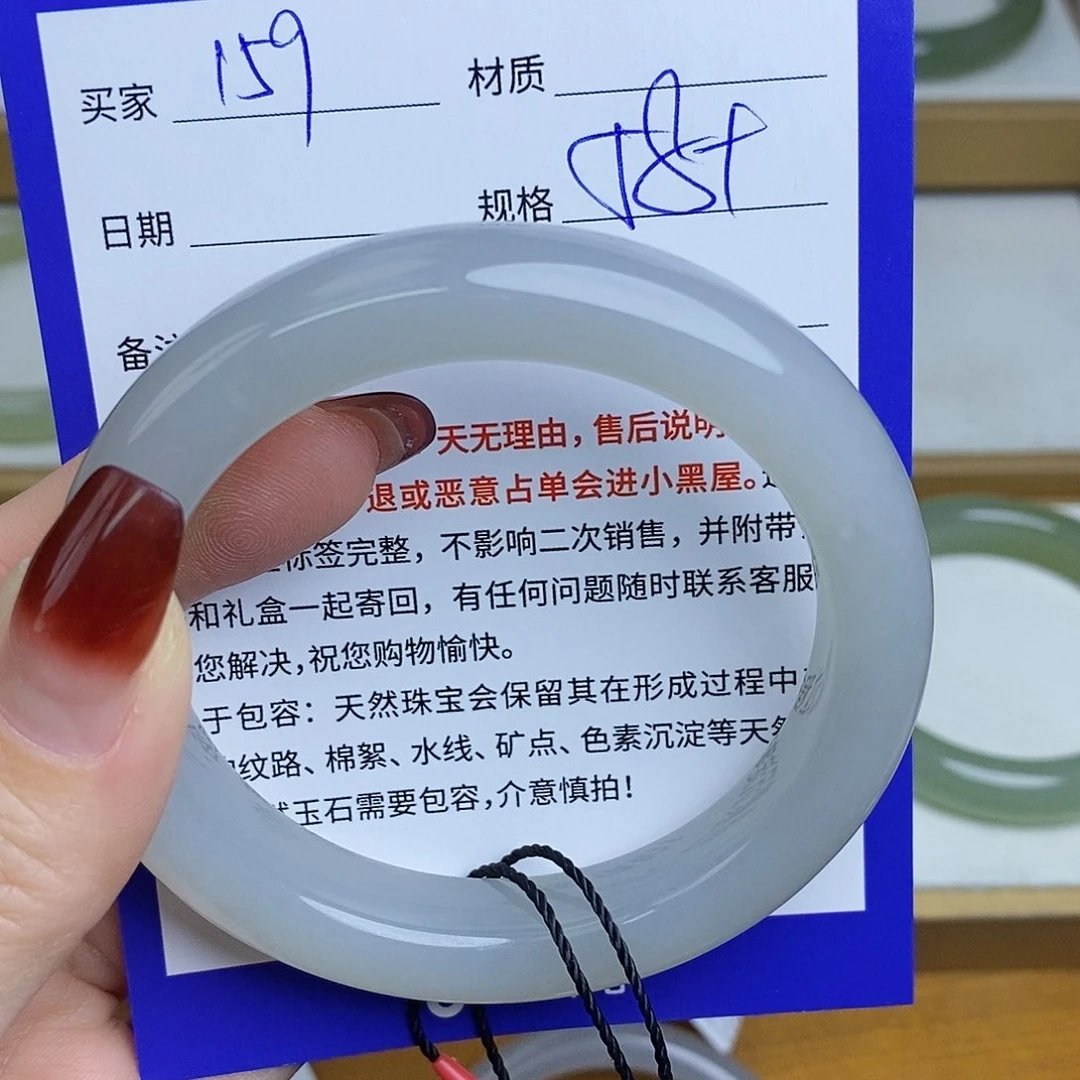 买家 159 材质
日期 规格 58+
备注
天无理由，售后说明
退或恶意占单会进小黑屋。
标签完整，不影响二次销售，并附带
和礼盒一起寄回，有任何问题随时联系客服
您解决，祝您购物愉快。
于包容：天然珠宝会保留其在形成过程中
纹路、棉絮、水线、矿点、色素沉淀等天然
玉石需要包容，介意慎拍！